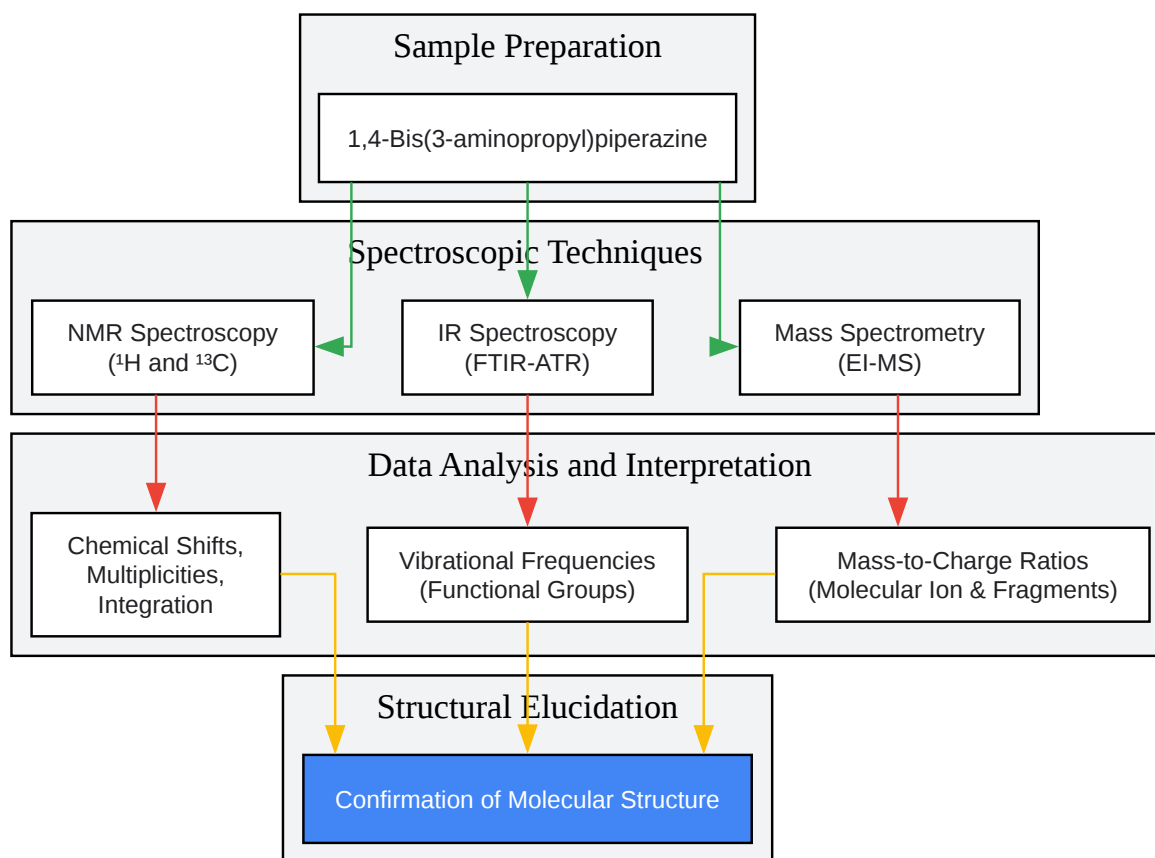 Sample Preparation
1,4-Bis(3-aminopropyl)piperazine
Spectroscopic Techniques
NMR Spectroscopy
(¹H and ¹³C)
IR Spectroscopy
(FTIR-ATR)
Mass Spectrometry
(EI-MS)
Data Analysis and Interpretation
Chemical Shifts,
Multiplicities,
Integration
Vibrational Frequencies
(Functional Groups)
Mass-to-Charge Ratios
(Molecular Ion & Fragments)
Structural Elucidation
Confirmation of Molecular Structure